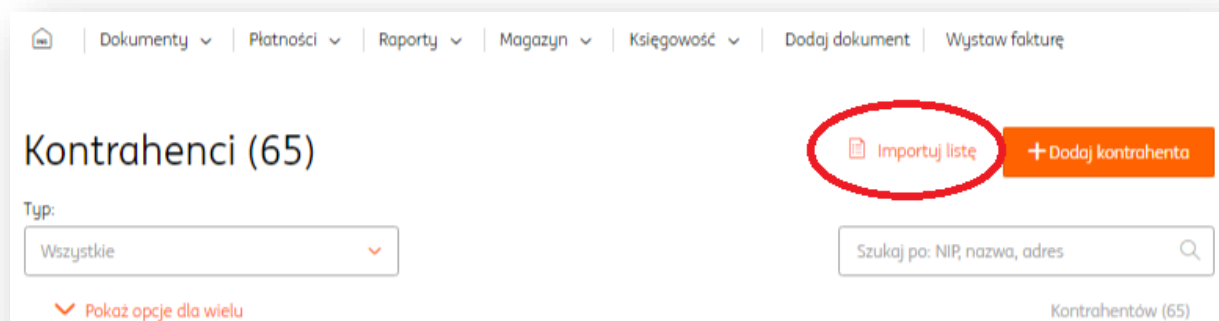 Dokumenty Płatności Raporty Magazyn Księgowość Dodaj dokument Wystaw fakturę
Kontrahenci (65)
Importuj listę + Dodaj kontrahenta
Typ:
Wszystkie
Szukaj po: NIP, nazwa, adres
Pokaż opcje dla wielu
Kontrahentów (65)